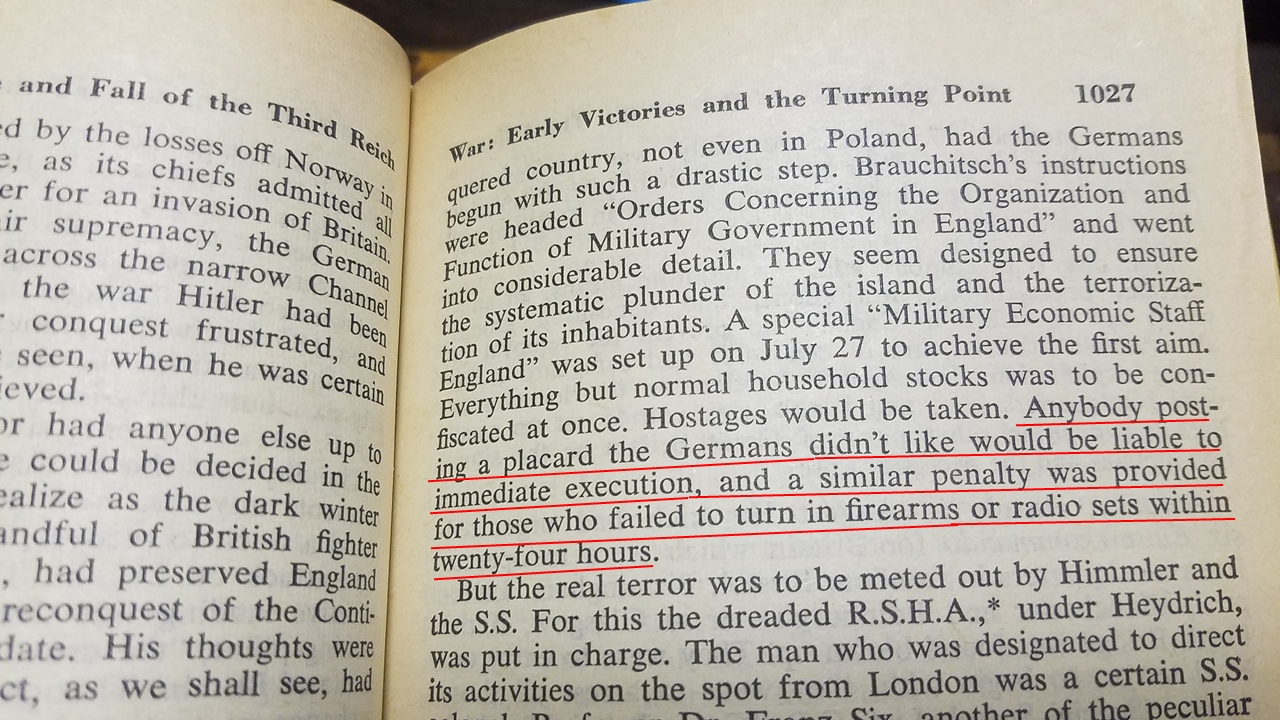 and Fall of the Third Reich
ed by the losses off Norway in
as its chiefs admitted all
er for an invasion of Britain.
ir supremacy, the German
across the narrow Channel
the war Hitler had been
conquest frustrated, and
seen, when he was certain
ieved.
or had anyone else up to
could be decided in the
ealize as the dark winter
andful of British fighter
, had preserved England
reconquest of the Conti-
date. His thoughts were
ct, as we shall see, had
War: Early Victories and the Turning Point 1027
quered country, not even in Poland, had the Germans
begun with such a drastic step. Brauchitsch's instructions
were headed “Orders Concerning the Organization and
Function of Military Government in England” and went
into considerable detail. They seem designed to ensure
the systematic plunder of the island and the terroriza-
tion of its inhabitants. A special “Military Economic Staff
England” was set up on July 27 to achieve the first aim.
Everything but normal household stocks was to be con-
fiscated at once. Hostages would be taken. Anybody post-
ing a placard the Germans didn't like would be liable to
immediate execution, and a similar penalty was provided
for those who failed to turn in firearms or radio sets within
twenty-four hours.
But the real terror was to be meted out by Himmler and
the S.S. For this the dreaded R.S.H.A.,* under Heydrich,
was put in charge. The man who was designated to direct
its activities on the spot from London was a certain S.S.
Dr. Franz Six, another of the peculiar